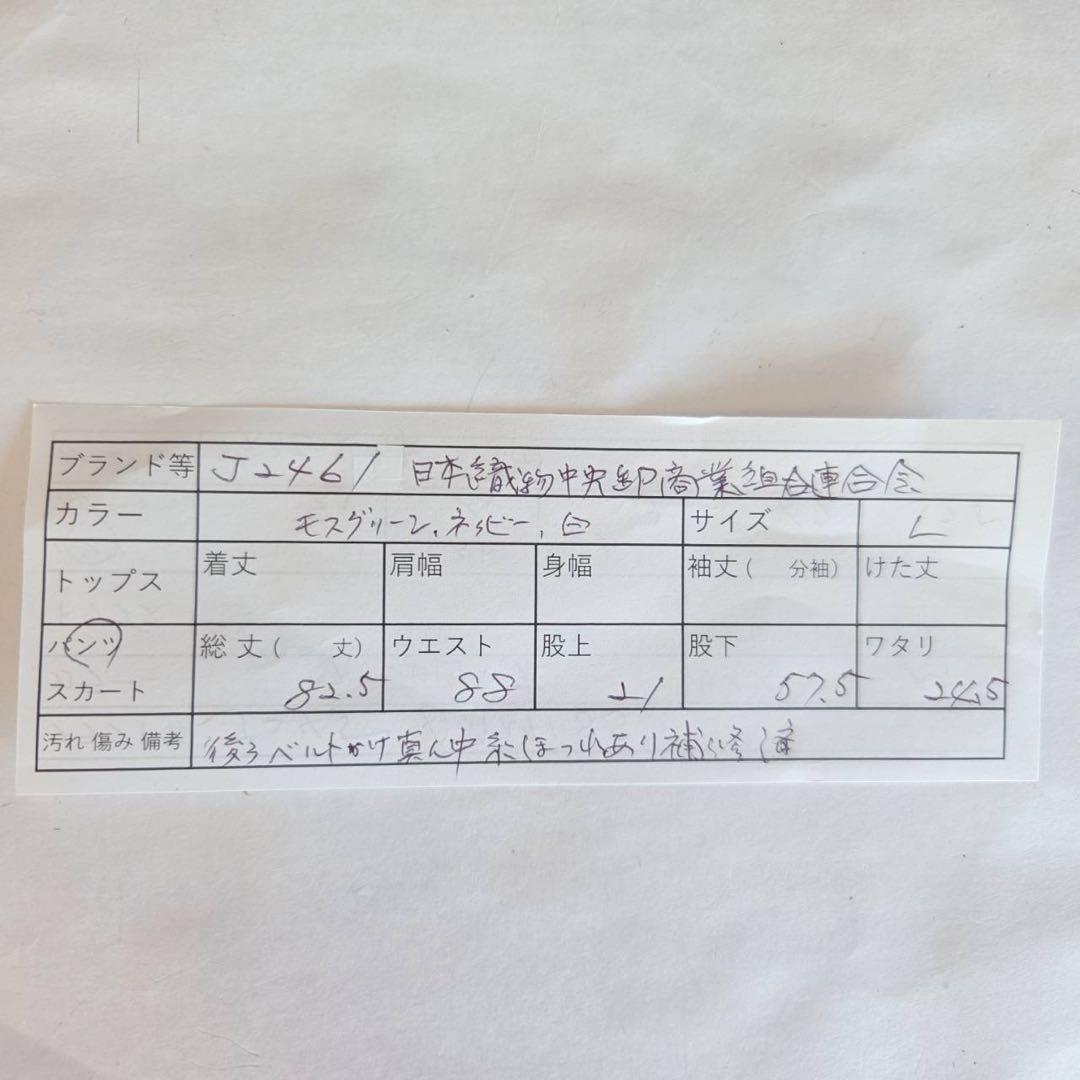 ブランド等 J2461 日本織物中央卸商業組合連合会
カラー モスグリーン、ネイビー、白 サイズ L
トップス 着丈 肩幅 身幅 袖丈( 分袖) けた丈
パンツ 総丈( 丈) ウエスト 股上 股下 ワタリ
スカート 82.5 88 21 57.5 24.5
汚れ 傷み 備考 後ろベルトかけ真ん中糸ほつれあり補修済